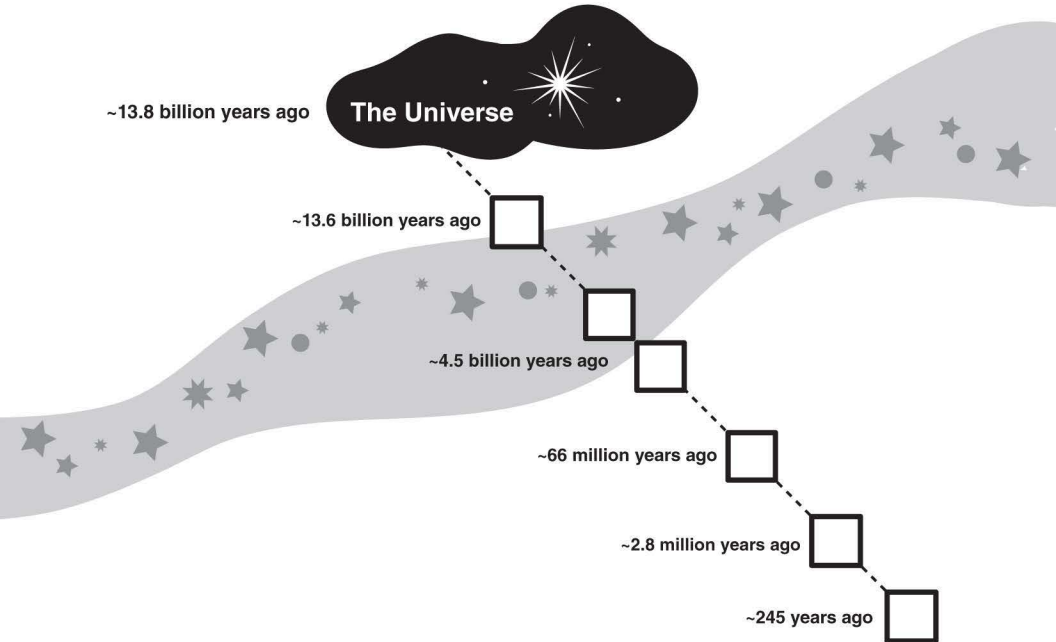 ~13.8 billion years ago
The Universe
~13.6 billion years ago
~4.5 billion years ago
~66 million years ago
~2.8 million years ago
~245 years ago